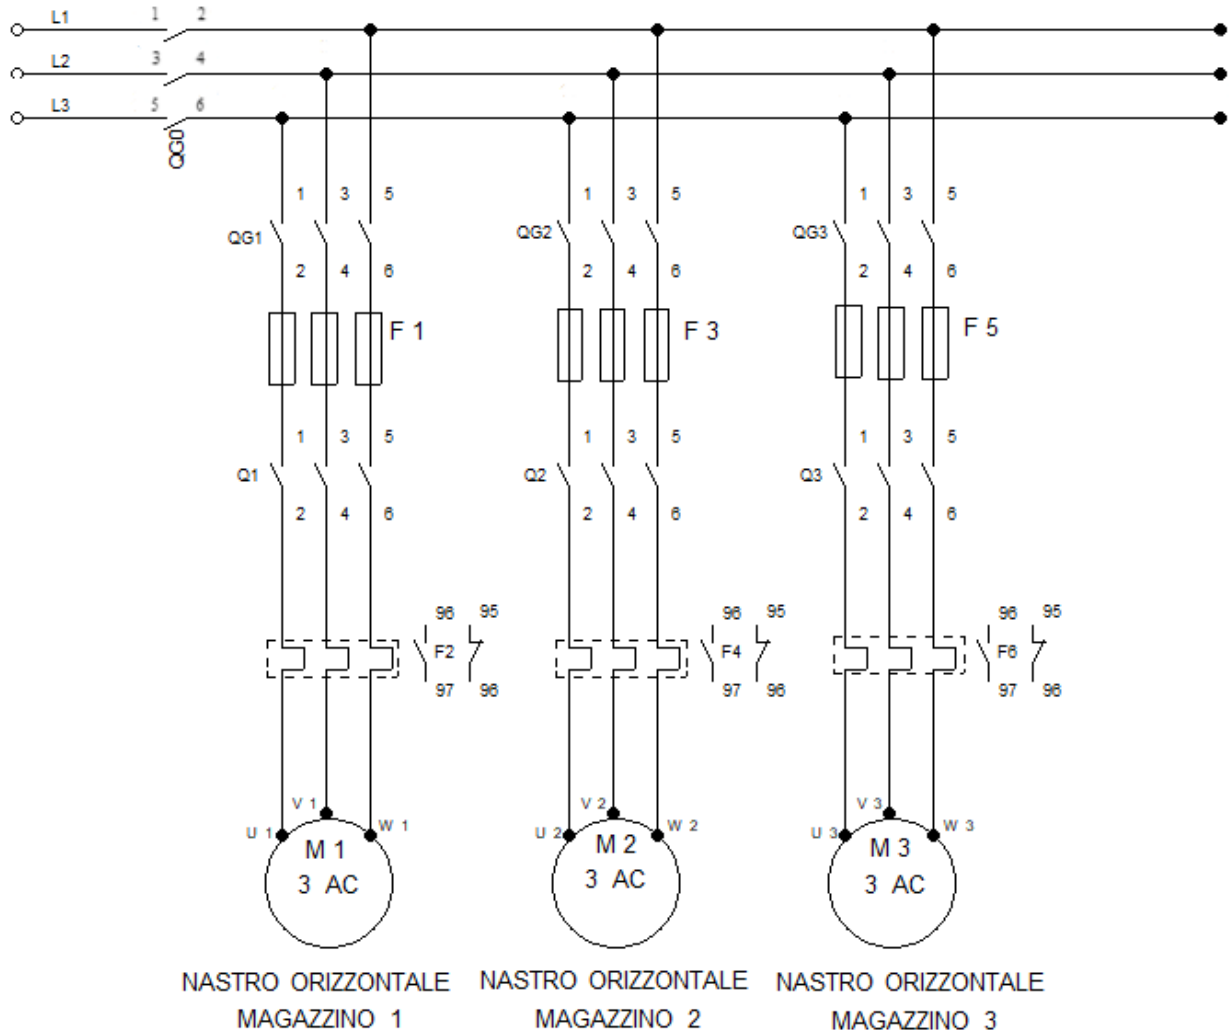 L1 1 2
L2 3 4
L3 5 6
QG0
1 3 5 1 3 5 1 3 5
QG1 QG2 QG3
2 4 6 2 4 6 2 4 6
F 1 F 3 F 5
1 3 5 1 3 5 1 3 5
Q1 Q2 Q3
2 4 6 2 4 6 2 4 6
96 95 96 95 96 95
F2 F4 F6
97 96 97 96 97 96
V 1 V 2 V 3
U 1 W 1 U 2 W 2 U 3 W 3
M 1 M 2 M 3
3 AC 3 AC 3 AC
NASTRO ORIZZONTALE NASTRO ORIZZONTALE NASTRO ORIZZONTALE
MAGAZZINO 1 MAGAZZINO 2 MAGAZZINO 3